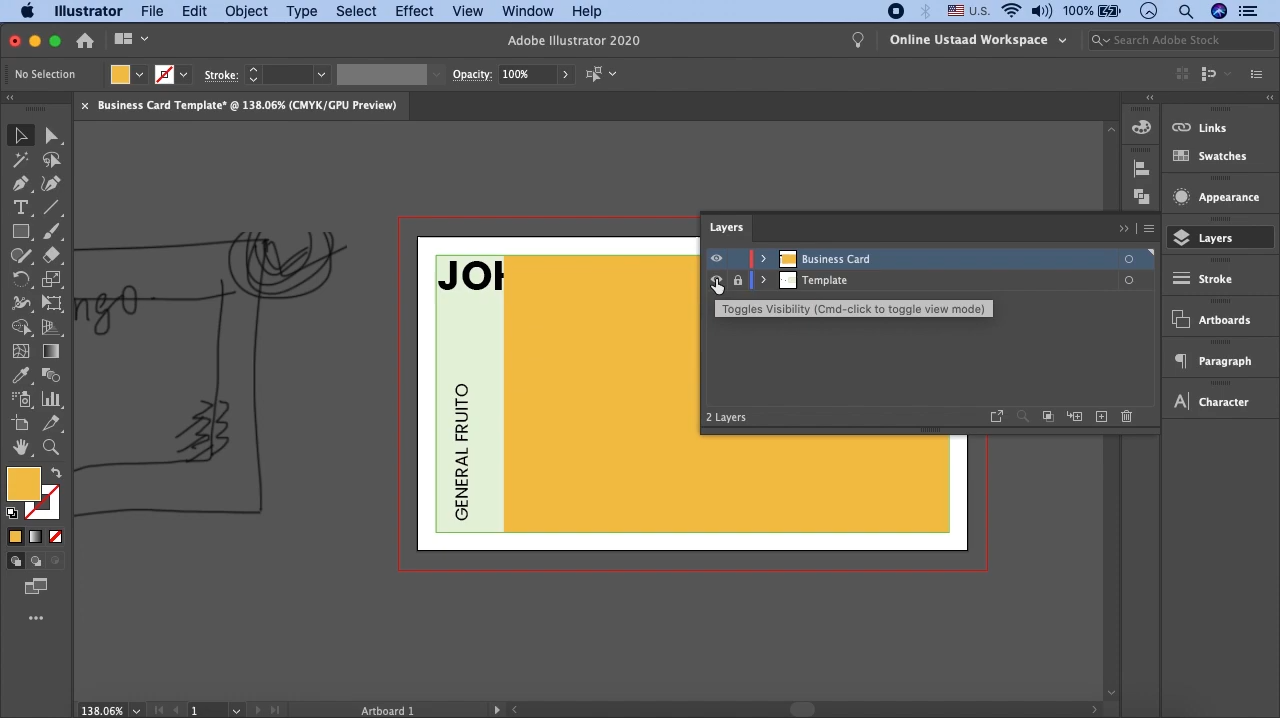 Illustrator File Edit Object Type Select Effect View Window Help
U.S. 100%
Adobe Illustrator 2020
Online Ustaad Workspace
Search Adobe Stock
No Selection
Stroke:
Opacity: 100%
× Business Card Template* @ 138.06% (CMYK/GPU Preview)
Links
Swatches
Appearance
Layers
Stroke
Artboards
Paragraph
Character
Layers
Business Card
Template
Toggles Visibility (Cmd-click to toggle view mode)
2 Layers
JOH
GENERAL FRUITO
ngo
138.06%
1
Artboard 1